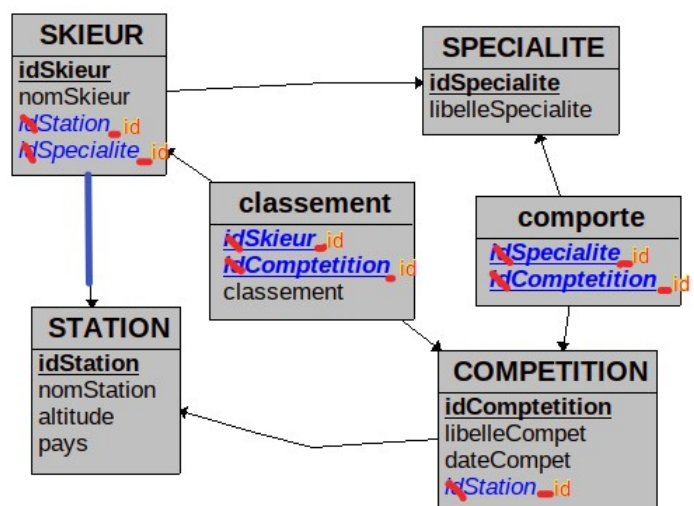 SKIEUR
idSkieur
nomSkieur
idStation_id
idSpecialite_id
SPECIALITE
idSpecialite
libelleSpecialite
classement
idSkieur_id
idComptetition_id
classement
comporte
idSpecialite_id
idComptetition_id
STATION
idStation
nomStation
altitude
pays
COMPETITION
idComptetition
libelleCompet
dateCompet
idStation_id